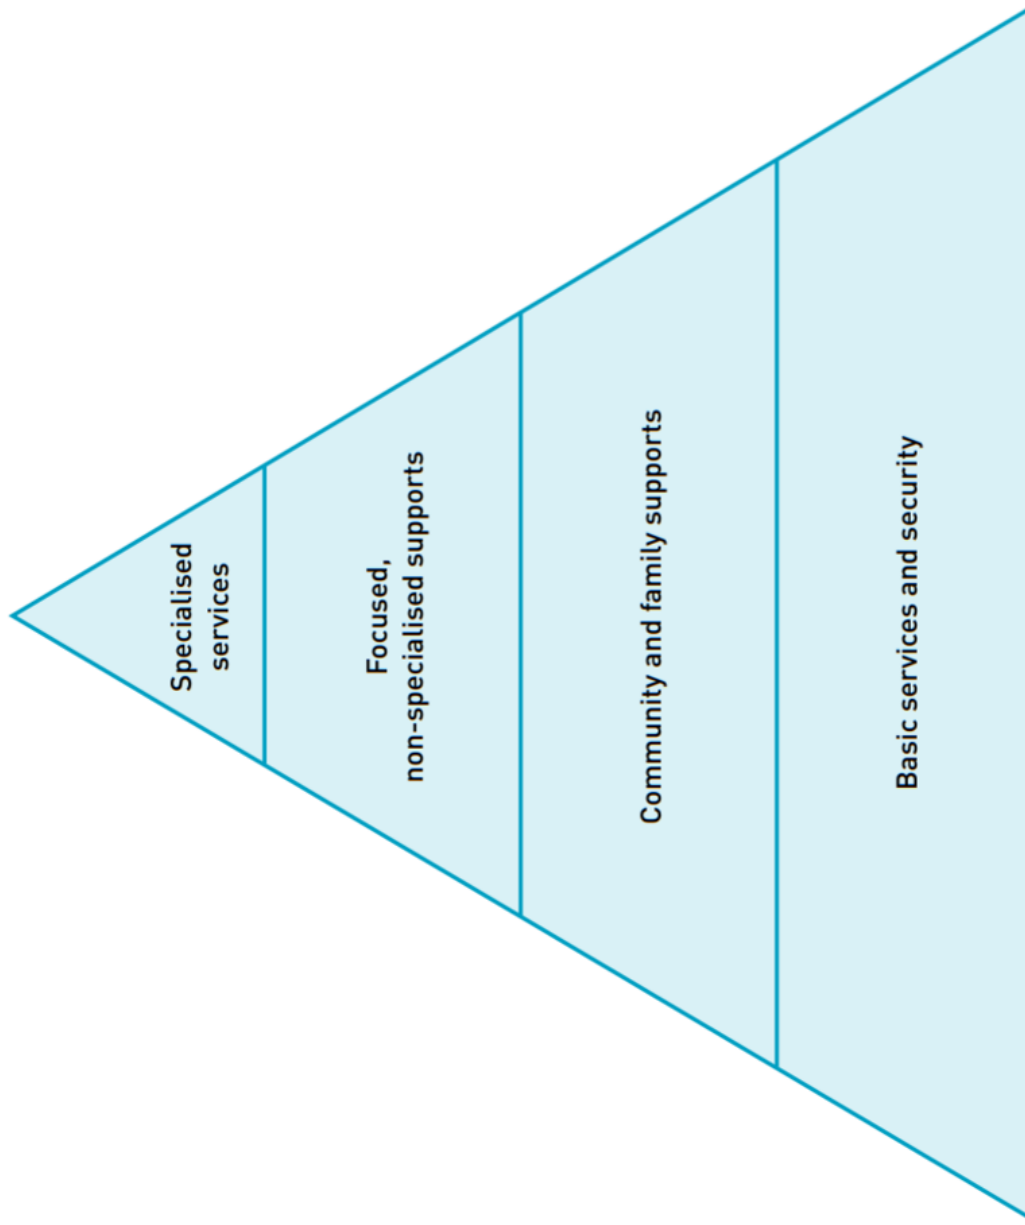 Specialised
services
Focused,
non-specialised supports
Community and family supports
Basic services and security